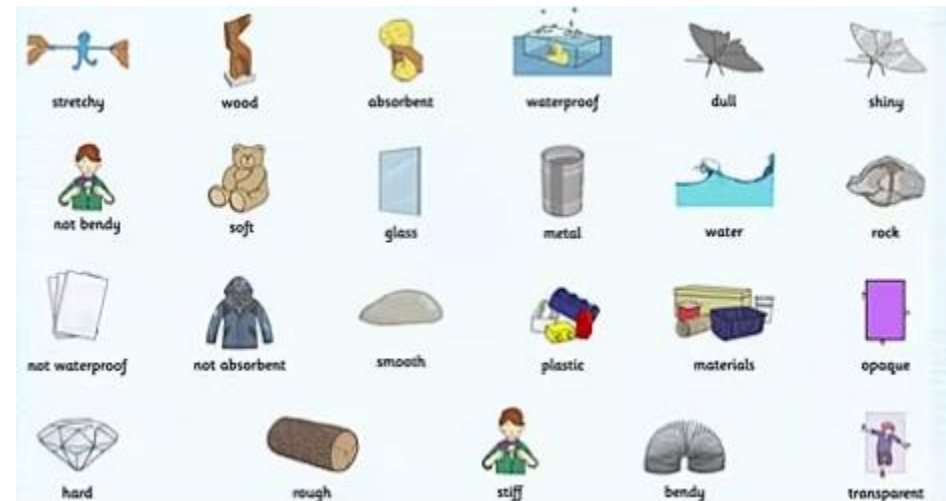 stretchy
wood
absorbent
waterproof
dull
shiny
not bendy
soft
glass
metal
water
rock
not waterproof
not absorbent
smooth
plastic
materials
opaque
hard
rough
stiff
bendy
transparent